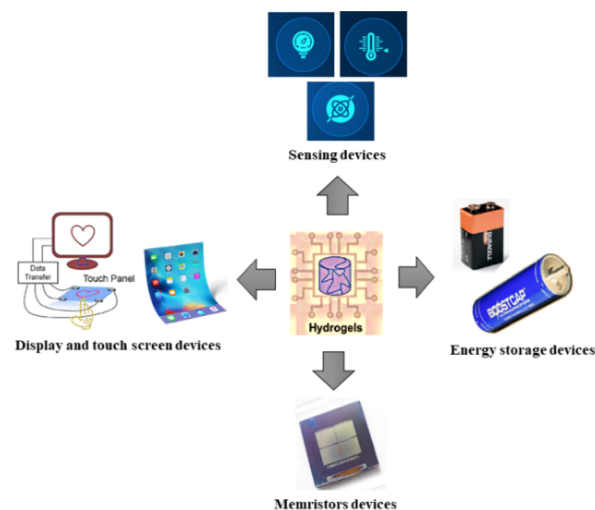 Sensing devices
Data
Transfer
Touch Panel
Display and touch screen devices
Hydrogels
DURACELL
BOOSTCAP
Energy storage devices
Memristors devices